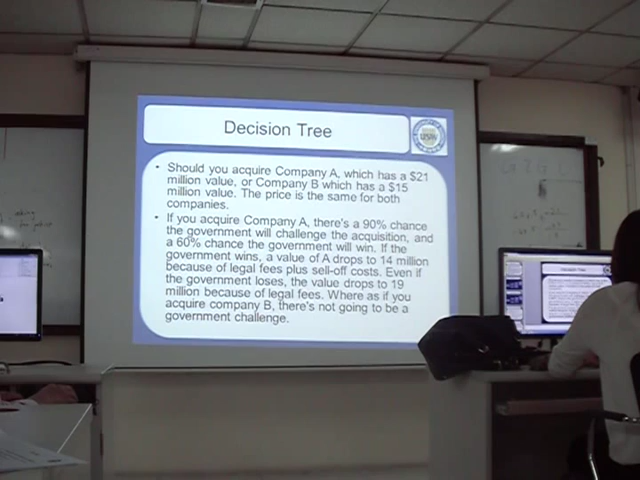 Decision Tree
• Should you acquire Company A, which has a $21
million value, or Company B which has a $15
million value. The price is the same for both
companies.
• If you acquire Company A, there's a 90% chance
the government will challenge the acquisition, and
a 60% chance the government will win. If the
government wins, a value of A drops to 14 million
because of legal fees plus sell-off costs. Even if
the government loses, the value drops to 19
million because of legal fees. Where as if you
acquire company B, there's not going to be a
government challenge.
Decision Tree